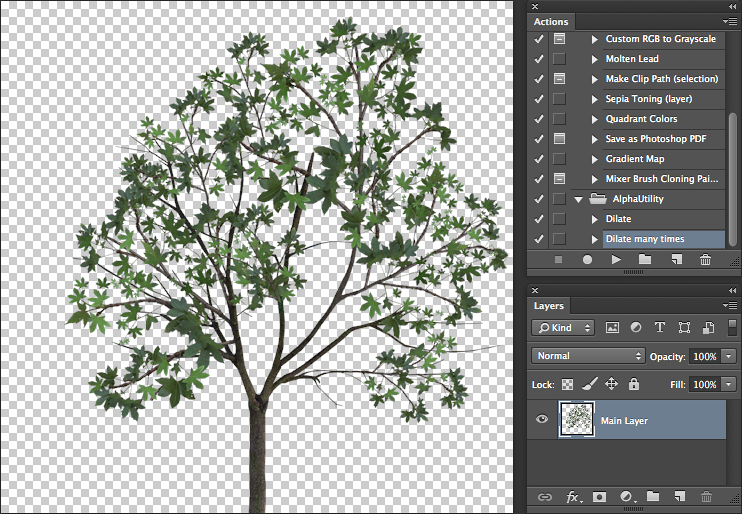 Actions
Custom RGB to Grayscale
Molten Lead
Make Clip Path (selection)
Sepia Toning (layer)
Quadrant Colors
Save as Photoshop PDF
Gradient Map
Mixer Brush Cloning Pai...
AlphaUtility
Dilate
Dilate many times
Layers
Kind
Normal Opacity: 100%
Lock: Fill: 100%
Main Layer
fx